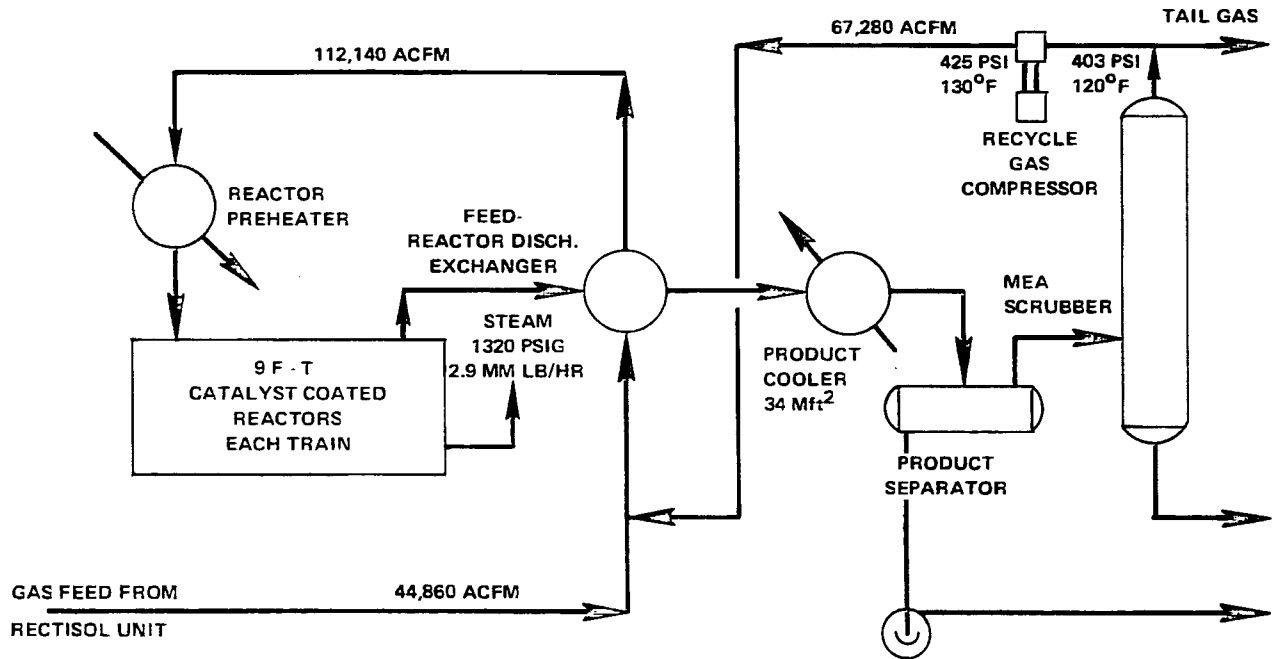 TAIL GAS
67,280 ACFM
112,140 ACFM
425 PSI
130°F
403 PSI
120°F
RECYCLE
GAS
COMPRESSOR
REACTOR
PREHEATER
FEED-
REACTOR DISCH.
EXCHANGER
MEA
SCRUBBER
STEAM
1320 PSIG
2.9 MM LB/HR
PRODUCT
COOLER
34 Mft²
9 F - T
CATALYST COATED
REACTORS
EACH TRAIN
PRODUCT
SEPARATOR
GAS FEED FROM
RECTISOL UNIT
44,860 ACFM